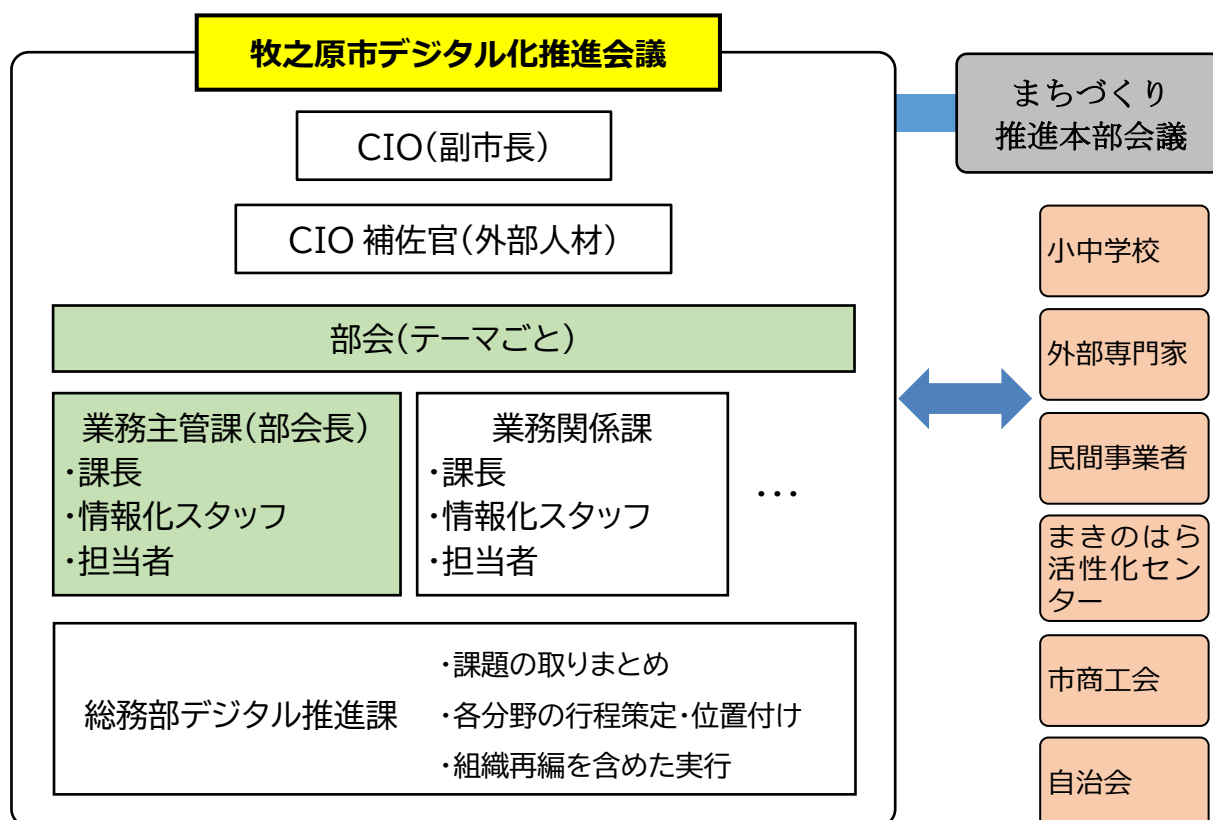 牧之原市デジタル化推進会議
CIO(副市長)
CIO 補佐官(外部人材)
部会(テーマごと)
業務主管課(部会長)
・課長
・情報化スタッフ
・担当者
業務関係課
・課長
・情報化スタッフ
・担当者
…
総務部デジタル推進課
・課題の取りまとめ
・各分野の行程策定・位置付け
・組織再編を含めた実行
まちづくり
推進本部会議
小中学校
外部専門家
民間事業者
まきのはら
活性化セン
ター
市商工会
自治会